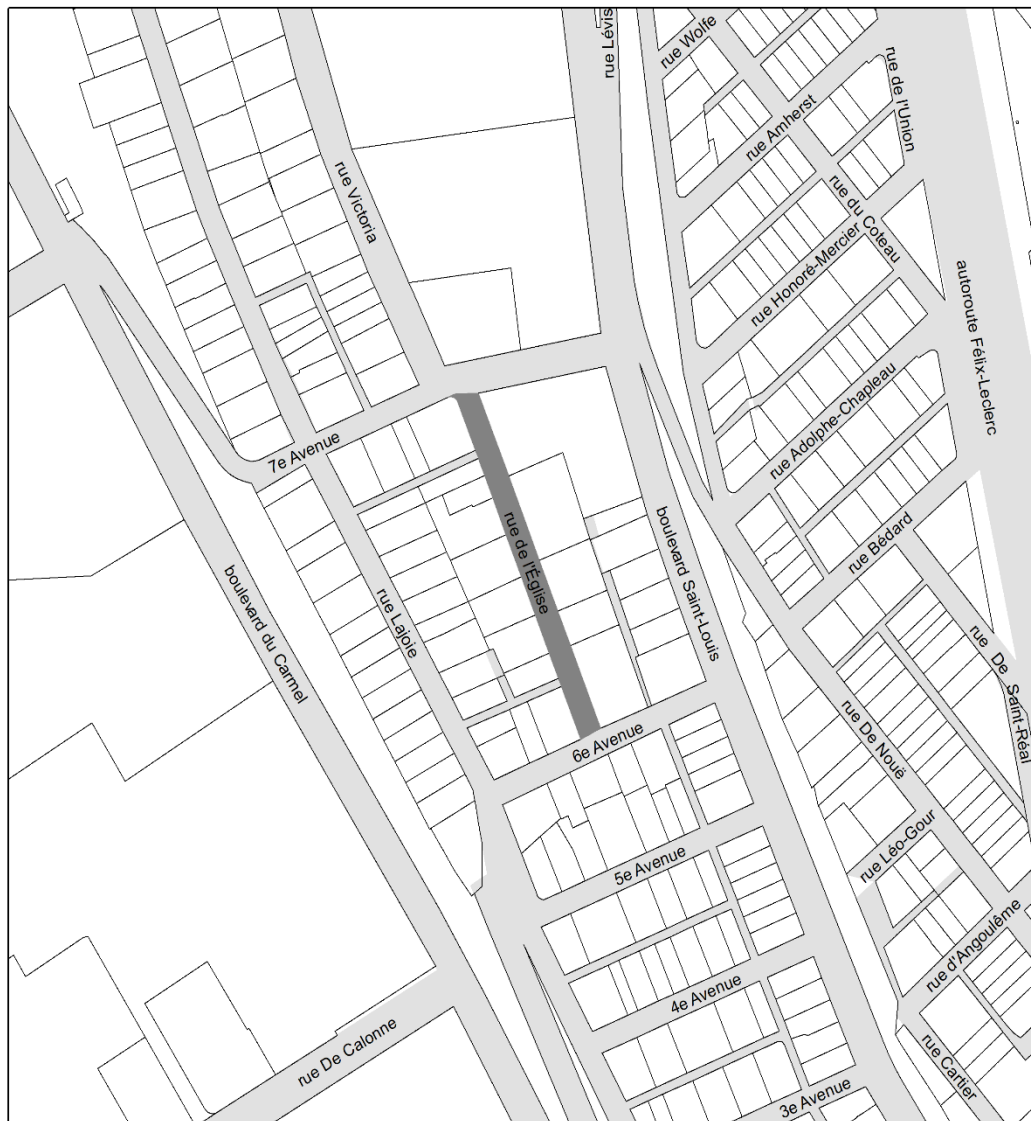 rue Wolfe
rue Lévis
rue Amherst
rue de l'Union
rue Victoria
rue du Coteau
rue Honoré-Mercier
autoroute Félix-Leclerc
rue Adolphe-Chapleau
7e Avenue
rue de l'Église
boulevard Saint-Louis
rue Bédard
boulevard du Carmel
rue Lajoie
rue De Saint-Réal
6e Avenue
rue De Nouë
rue Léo-Gour
5e Avenue
rue d'Angoulême
4e Avenue
rue De Calonne
rue Cartier
3e Avenue